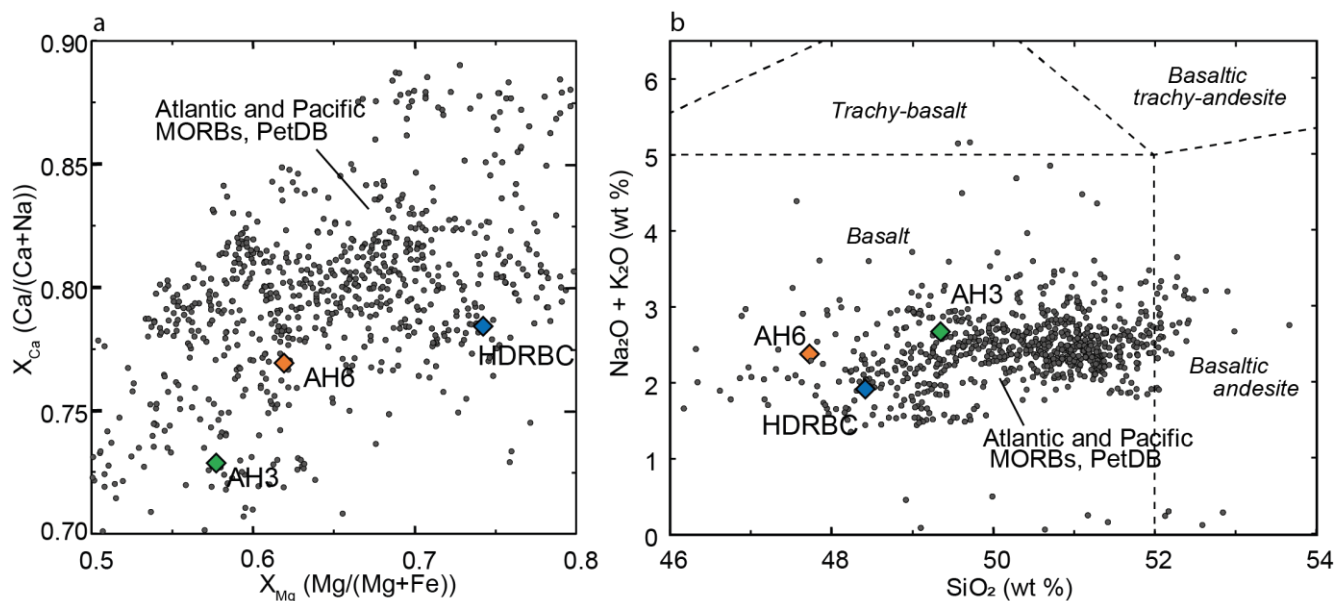 a
0.90
0.85
0.80
0.75
0.70
X_Ca (Ca/(Ca+Na))
Atlantic and Pacific
MORBs, PetDB
HDRBC
AH6
AH3
0.5
0.6
0.7
0.8
X_Mg (Mg/(Mg+Fe))
b
6
5
4
3
2
1
0
Na₂O + K₂O (wt %)
Basaltic
trachy-andesite
Trachy-basalt
Basalt
AH3
AH6
HDRBC
Basaltic
andesite
Atlantic and Pacific
MORBs, PetDB
46
48
50
52
54
SiO₂ (wt %)